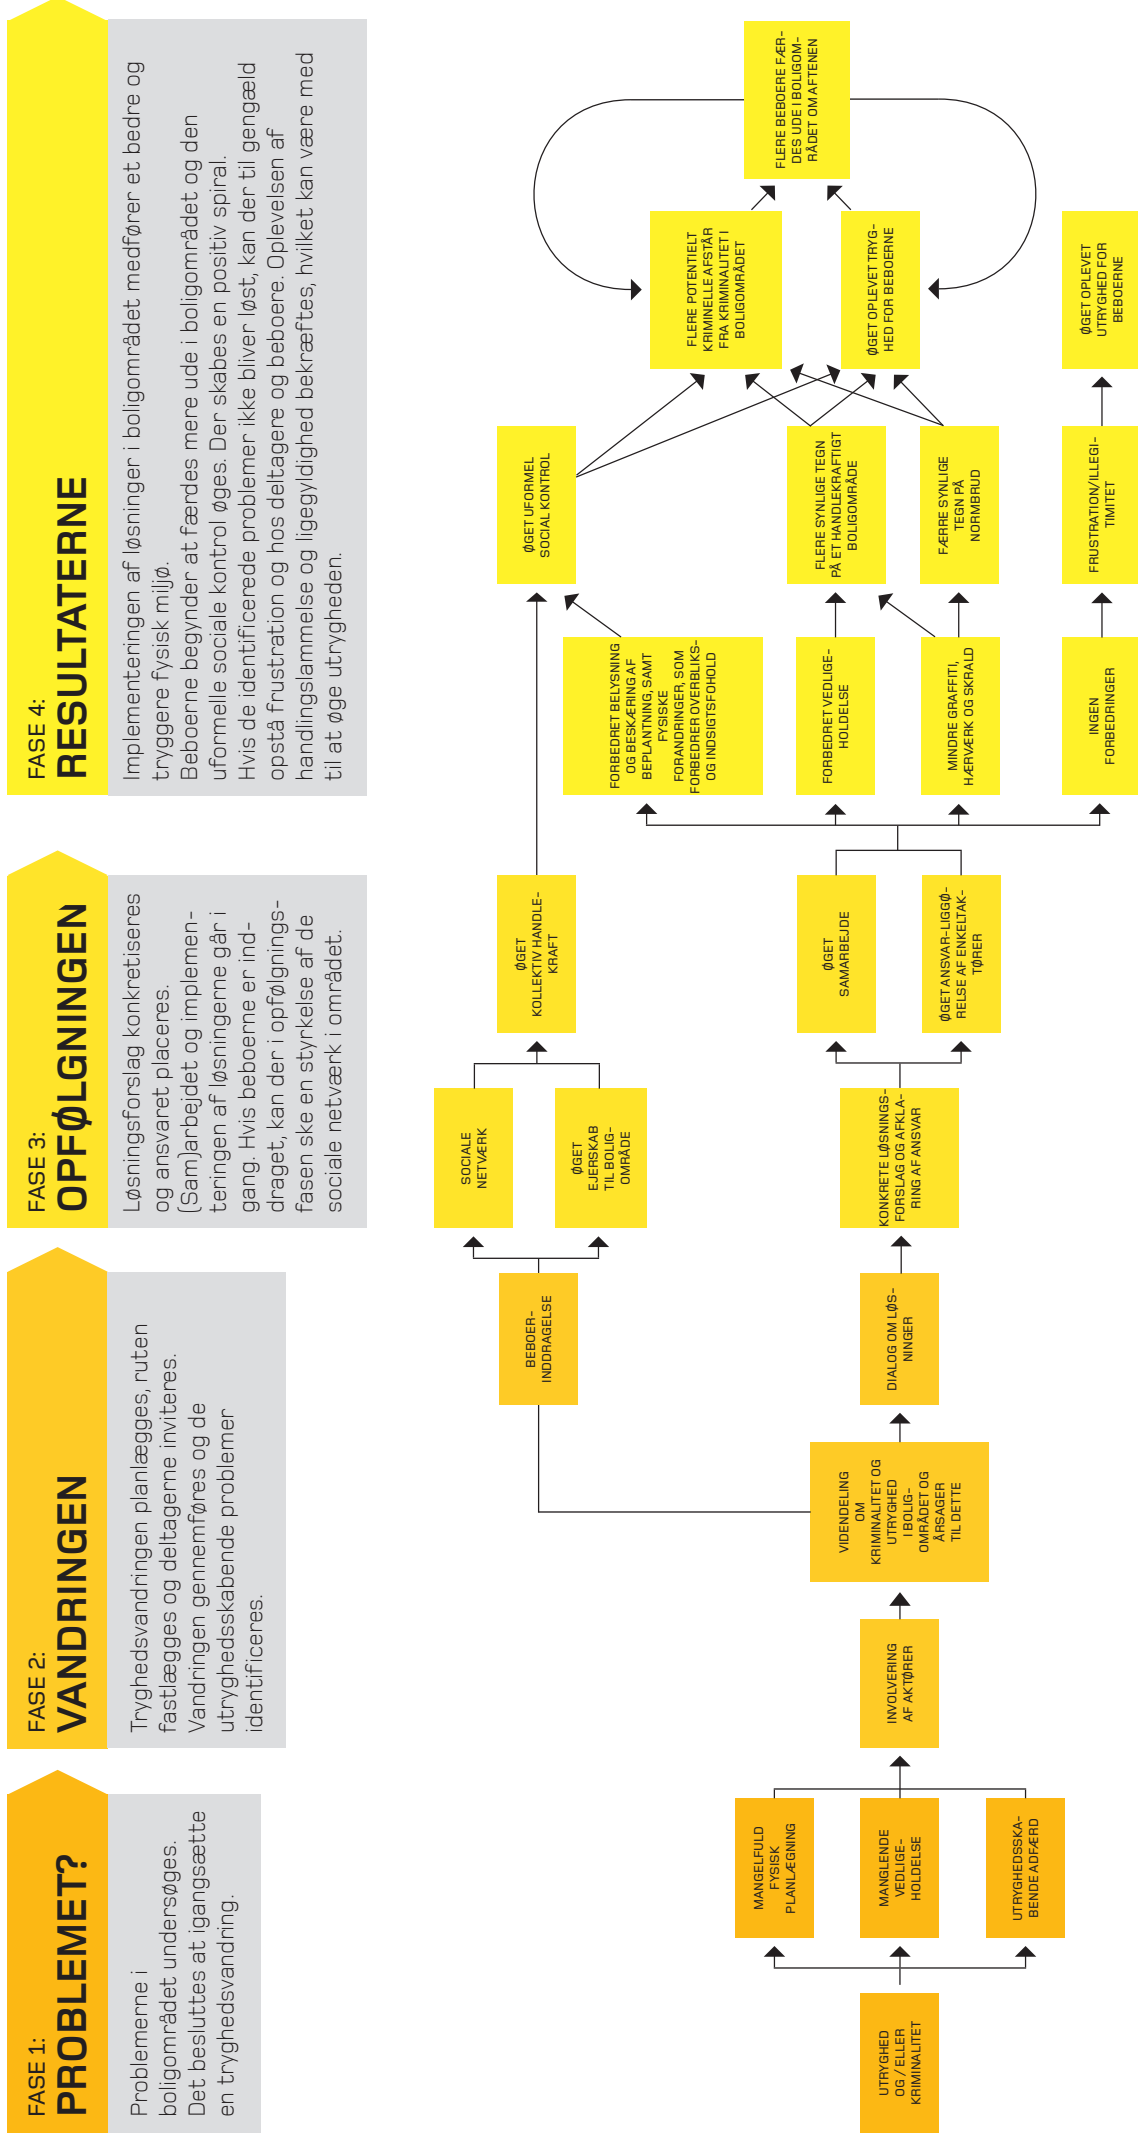 FASE 1:
PROBLEMET?
Problemerne i
boligområdet undersøges.
Det besluttes at igangsætte
en tryghedsvandring.
FASE 2:
VANDRINGEN
Tryghedsvandringen planlægges, ruten
fastlægges og deltagerne inviteres.
Vandringen gennemføres og de
utryghedsskabende problemer
identificeres.
FASE 3:
OPFØLGNINGEN
Løsningsforslag konkretiseres
og ansvaret placeres.
(Sam)arbejdet og implemen-
teringen af løsningerne går i
gang. Hvis beboerne er ind-
draget, kan der i opfølgnings-
fasen ske en styrkelse af de
sociale netværk i området.
FASE 4:
RESULTATERNE
Implementeringen af løsninger i boligområdet medfører et bedre og
tryggere fysisk miljø.
Beboerne begynder at færdes mere ude i boligområdet og den
uformelle sociale kontrol øges. Der skabes en positiv spiral.
Hvis de identificerede problemer ikke bliver løst, kan der til gengæld
opstå frustration og hos deltagere og beboere. Oplevelsen af
handlingslammelse og ligegyldighed bekræftes, hvilket kan være med
til at øge utrygheden.
UTRYGHED
OG / ELLER
KRIMINALITET
MANGELFULD
FYSISK
PLANLÆGNING
MANGLENDE
VEDLIGE-
HOLDELSE
UTRYGHEDSSKA-
BENDE ADFÆRD
INVOLVERING
AF AKTØRER
VIDENDELING
OM
KRIMINALITET OG
UTRYGHED
I BOLIG-
OMRÅDET OG
ÅRSAGER
TIL DETTE
BEBOER-
INDDRAGELSE
DIALOG OM LØS-
NINGER
SOCIALE
NETVÆRK
ØGET
EJERSKAB
TIL BOLIG-
OMRÅDE
KONKRETE LØSNINGS-
FORSLAG OG AFKLA-
RING AF ANSVAR
ØGET
KOLLEKTIV HANDLE-
KRAFT
ØGET
SAMARBEJDE
ØGET ANSVAR-LIGGØ-
RELSE AF ENKELTAK-
TØRER
FORBEDRET BELYSNING
OG BESKÆRING AF
BEPLANTNING, SAMT
FYSISKE
FORANDRINGER, SOM
FORBEDRER OVERBLIKS-
OG INDSIGTSFOHOLD
FORBEDRET VEDLIGE-
HOLDELSE
MINDRE GRAFFITI,
HÆRVÆRK OG SKRALD
INGEN
FORBEDRINGER
ØGET UFORMEL
SOCIAL KONTROL
FLERE SYNLIGE TEGN
PÅ ET HANDLEKRAFTIGT
BOLIGOMRÅDE
FÆRRE SYNLIGE
TEGN PÅ
NORMBRUD
FRUSTRATION/ILLEGI-
TIMITET
FLERE POTENTIELT
KRIMINELLE AFSTÅR
FRA KRIMINALITET I
BOLIGOMRÅDET
ØGET OPLEVET TRYG-
HED FOR BEBOERNE
ØGET OPLEVET
UTRYGHED FOR
BEBOERNE
FLERE BEBOERE FÆR-
DES UDE I BOLIGOM-
RÅDET OM AFTENEN